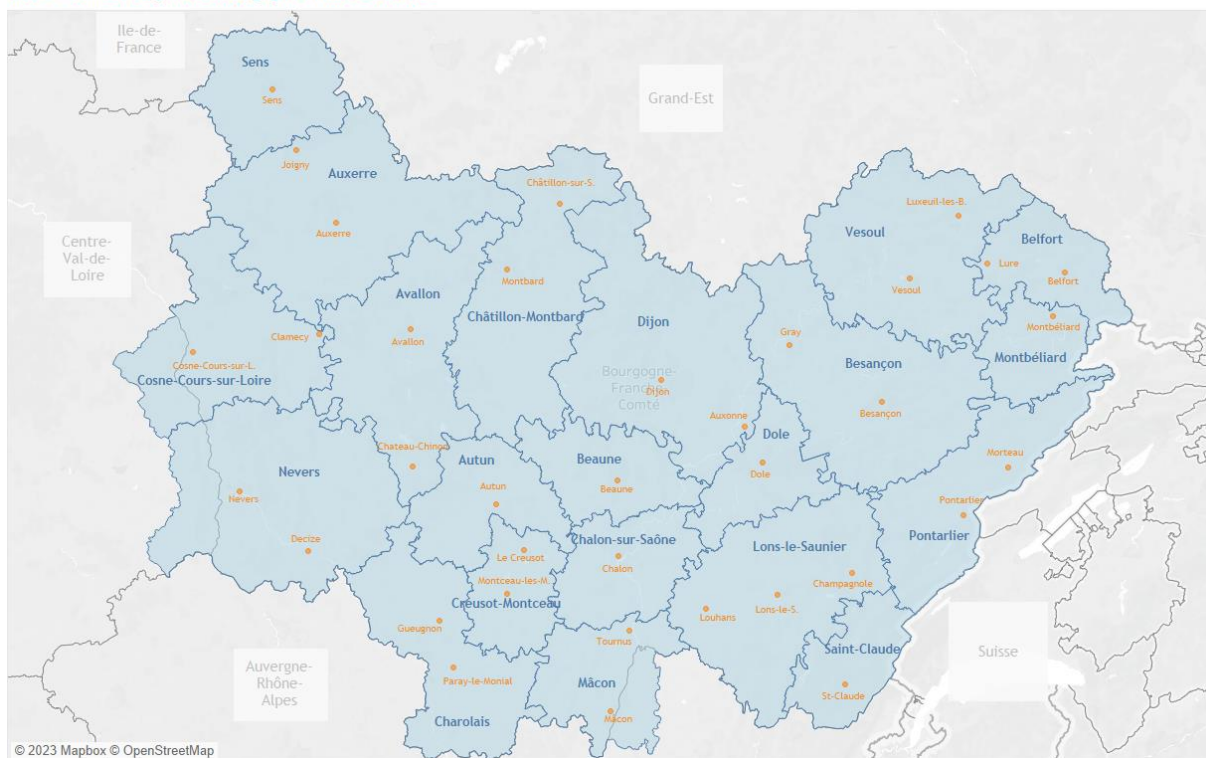 Ile-de-
France
Sens
Sens
Grand-Est
Joigny
Auxerre
Châtillon-sur-S.
Auxerre
Luxeuil-les-B.
Vesoul
Belfort
Centre-
Val-de-
Loire
Lure
Belfort
Vesoul
Montbard
Avallon
Châtillon-Montbard
Dijon
Montbéliard
Clamecy
Avallon
Gray
Montbéliard
Cosne-Cours-sur-L.
Cosne-Cours-sur-Loire
Besançon
Bourgogne-
Franche-
Comté
Dijon
Besançon
Auxonne
Dole
Chateau-Chinon
Autun
Beaune
Morteau
Nevers
Dole
Autun
Beaune
Nevers
Pontarlier
Pontarlier
Decize
Chalon-sur-Saône
Lons-le-Saunier
Le Creusot
Chalon
Montceau-les-M.
Champagnole
Creusot-Montceau
Gueugnon
Louhans
Lons-le-S.
Tournus
Saint-Claude
Suisse
Auvergne-
Rhône-
Alpes
Paray-le-Monial
Mâcon
St-Claude
Charolais
Mâcon
© 2023 Mapbox © OpenStreetMap